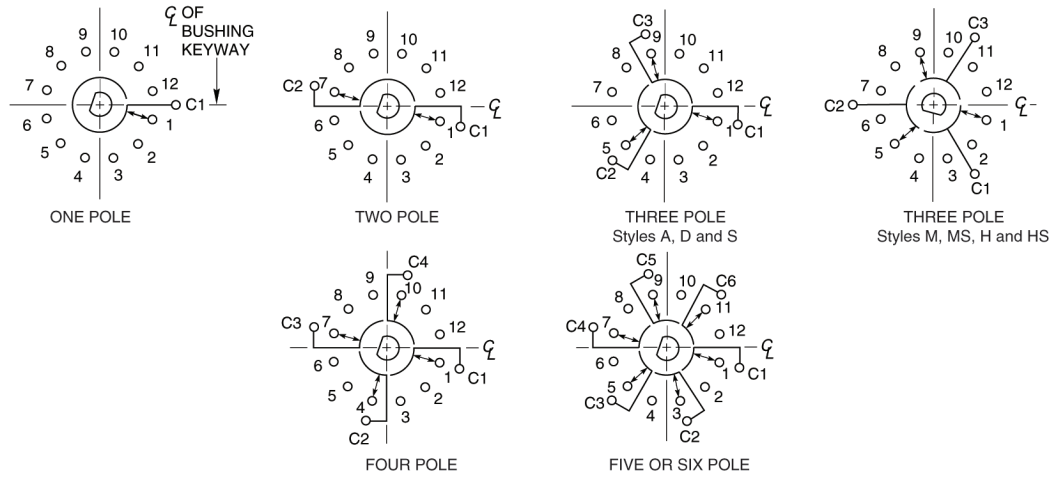 ℄ OF
BUSHING
KEYWAY
9 10
8 11
7 12
C1
6 1
5 2
4 3
ONE POLE
9 10
8 11
C2 7 12
℄
6 1 C1
5 2
4 3
TWO POLE
C3
9 10
8 11
7 12
℄
6 1 C1
5 2
C2 4 3
THREE POLE
Styles A, D and S
C3
9 10
8 11
7 12
C2 ℄
6 1
5 2
4 3 C1
THREE POLE
Styles M, MS, H and HS
C4
9 10
8 11
C3 7 12
℄
6 1 C1
5 2
4 3
C2
FOUR POLE
C5 C6
9 10
8 11
C4 7 12
℄
6 1 C1
5 2
C3 4 3
C2
FIVE OR SIX POLE